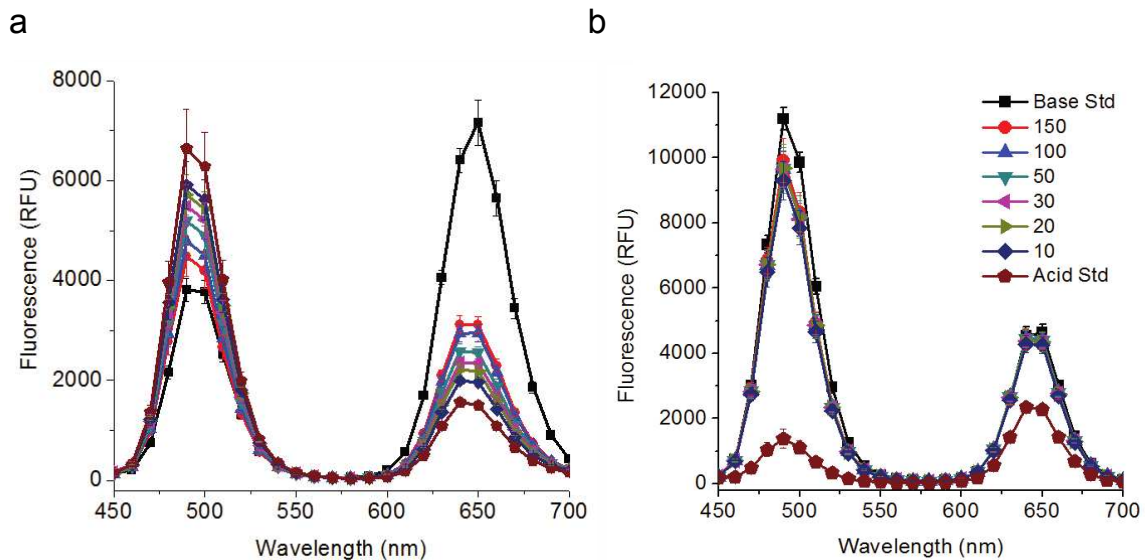 a
b
8000
6000
4000
2000
0
450 500 550 600 650 700
Fluorescence (RFU)
Wavelength (nm)
12000
10000
8000
6000
4000
2000
0
450 500 550 600 650 700
Fluorescence (RFU)
Wavelength (nm)
Base Std
150
100
50
30
20
10
Acid Std